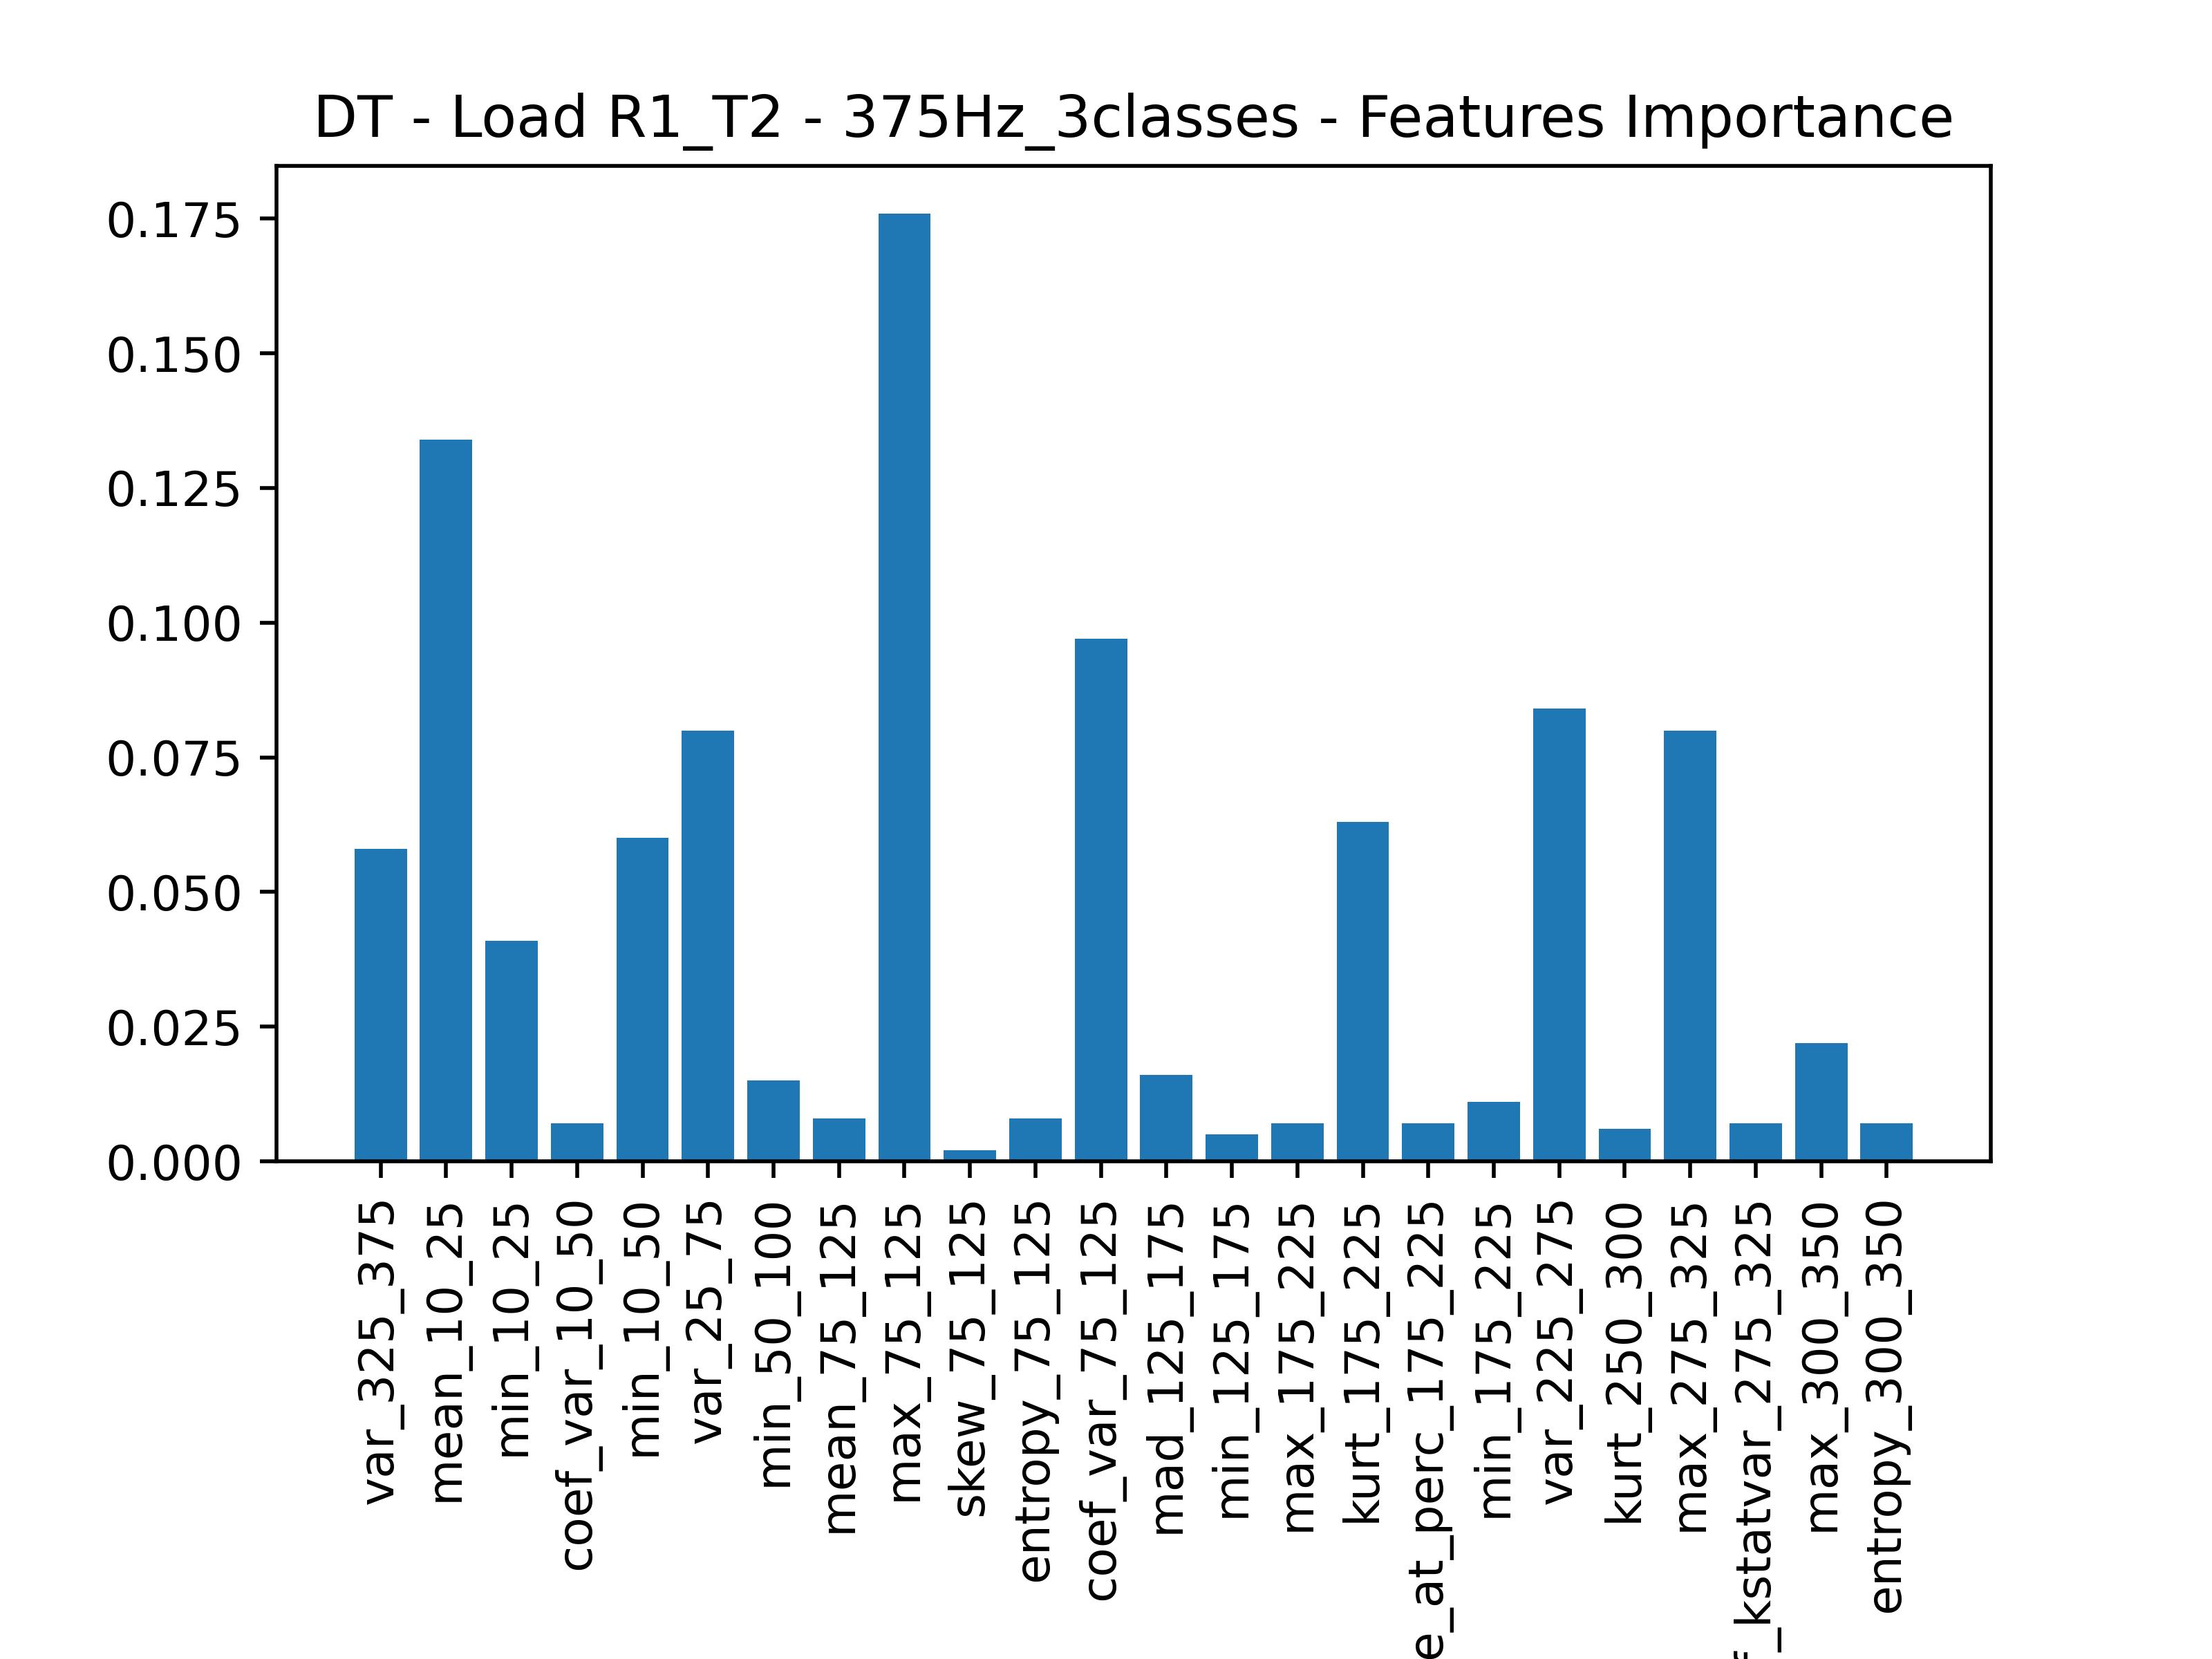 DT - Load R1_T2 - 375Hz_3classes - Features Importance
0.175
0.150
0.125
0.100
0.075
0.050
0.025
0.000
var_325_375
mean_10_25
min_10_25
coef_var_10_50
min_10_50
var_25_75
min_50_100
mean_75_125
max_75_125
skew_75_125
entropy_75_125
coef_var_75_125
mad_125_175
min_125_175
max_175_225
kurt_175_225
e_at_perc_175_225
min_175_225
var_225_275
kurt_250_300
max_275_325
f_kstatvar_275_325
max_300_350
entropy_300_350